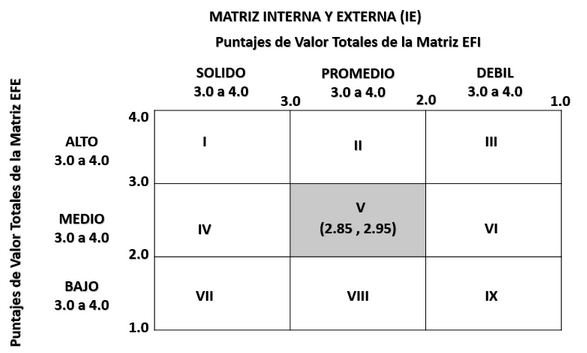 MATRIZ INTERNA Y EXTERNA (IE)
Puntajes de Valor Totales de la Matriz EFI
SOLIDO PROMEDIO DEBIL
3.0 a 4.0 3.0 a 4.0 3.0 a 4.0
4.0 3.0 2.0 1.0
Puntajes de Valor Totales de la Matriz EFE
ALTO
3.0 a 4.0
I II III
3.0
MEDIO
3.0 a 4.0
IV V VI
(2.85 , 2.95)
2.0
BAJO
3.0 a 4.0
VII VIII IX
1.0